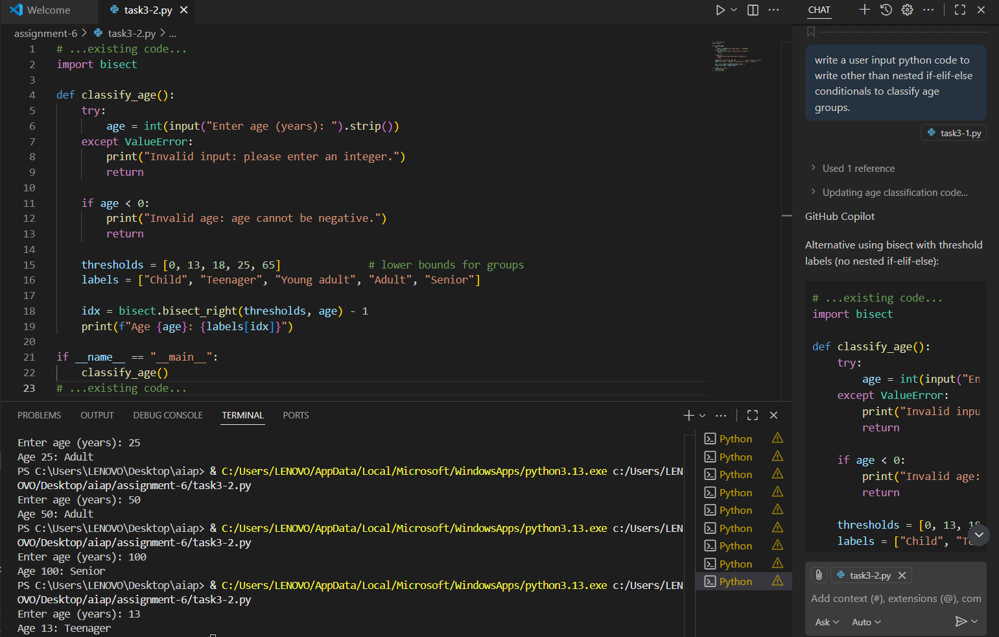 Welcome
task3-2.py
assignment-6 > task3-2.py > ...
1 # ...existing code...
2 import bisect
3
4 def classify_age():
5     try:
6         age = int(input("Enter age (years): ").strip())
7     except ValueError:
8         print("Invalid input: please enter an integer.")
9         return
10
11     if age < 0:
12         print("Invalid age: age cannot be negative.")
13         return
14
15     thresholds = [0, 13, 18, 25, 65]              # lower bounds for groups
16     labels = ["Child", "Teenager", "Young adult", "Adult", "Senior"]
17
18     idx = bisect.bisect_right(thresholds, age) - 1
19     print(f"Age {age}: {labels[idx]}")
20
21 if __name__ == "__main__":
22     classify_age()
23 # ...existing code...
PROBLEMS OUTPUT DEBUG CONSOLE TERMINAL PORTS
Enter age (years): 25
Age 25: Adult
PS C:\Users\LENOVO\Desktop\aiap> & C:/Users/LENOVO/AppData/Local/Microsoft/WindowsApps/python3.13.exe c:/Users/LEN
OVO/Desktop/aiap/assignment-6/task3-2.py
Enter age (years): 50
Age 50: Adult
PS C:\Users\LENOVO\Desktop\aiap> & C:/Users/LENOVO/AppData/Local/Microsoft/WindowsApps/python3.13.exe c:/Users/LEN
OVO/Desktop/aiap/assignment-6/task3-2.py
Enter age (years): 100
Age 100: Senior
PS C:\Users\LENOVO\Desktop\aiap> & C:/Users/LENOVO/AppData/Local/Microsoft/WindowsApps/python3.13.exe c:/Users/LEN
OVO/Desktop/aiap/assignment-6/task3-2.py
Enter age (years): 13
Age 13: Teenager
Python
Python
Python
Python
Python
Python
Python
Python
Python
CHAT
write a user input python code to
write other than nested if-elif-else
conditionals to classify age
groups.
task3-1.py
Used 1 reference
Updating age classification code...
GitHub Copilot
Alternative using bisect with threshold
labels (no nested if-elif-else):
# ...existing code...
import bisect
def classify_age():
    try:
        age = int(input("En
    except ValueError:
        print("Invalid inpu
        return
    if age < 0:
        print("Invalid age:
        return
    thresholds = [0, 13, 18
    labels = ["Child", "Te
task3-2.py
Add context (#), extensions (@), com
Ask Auto